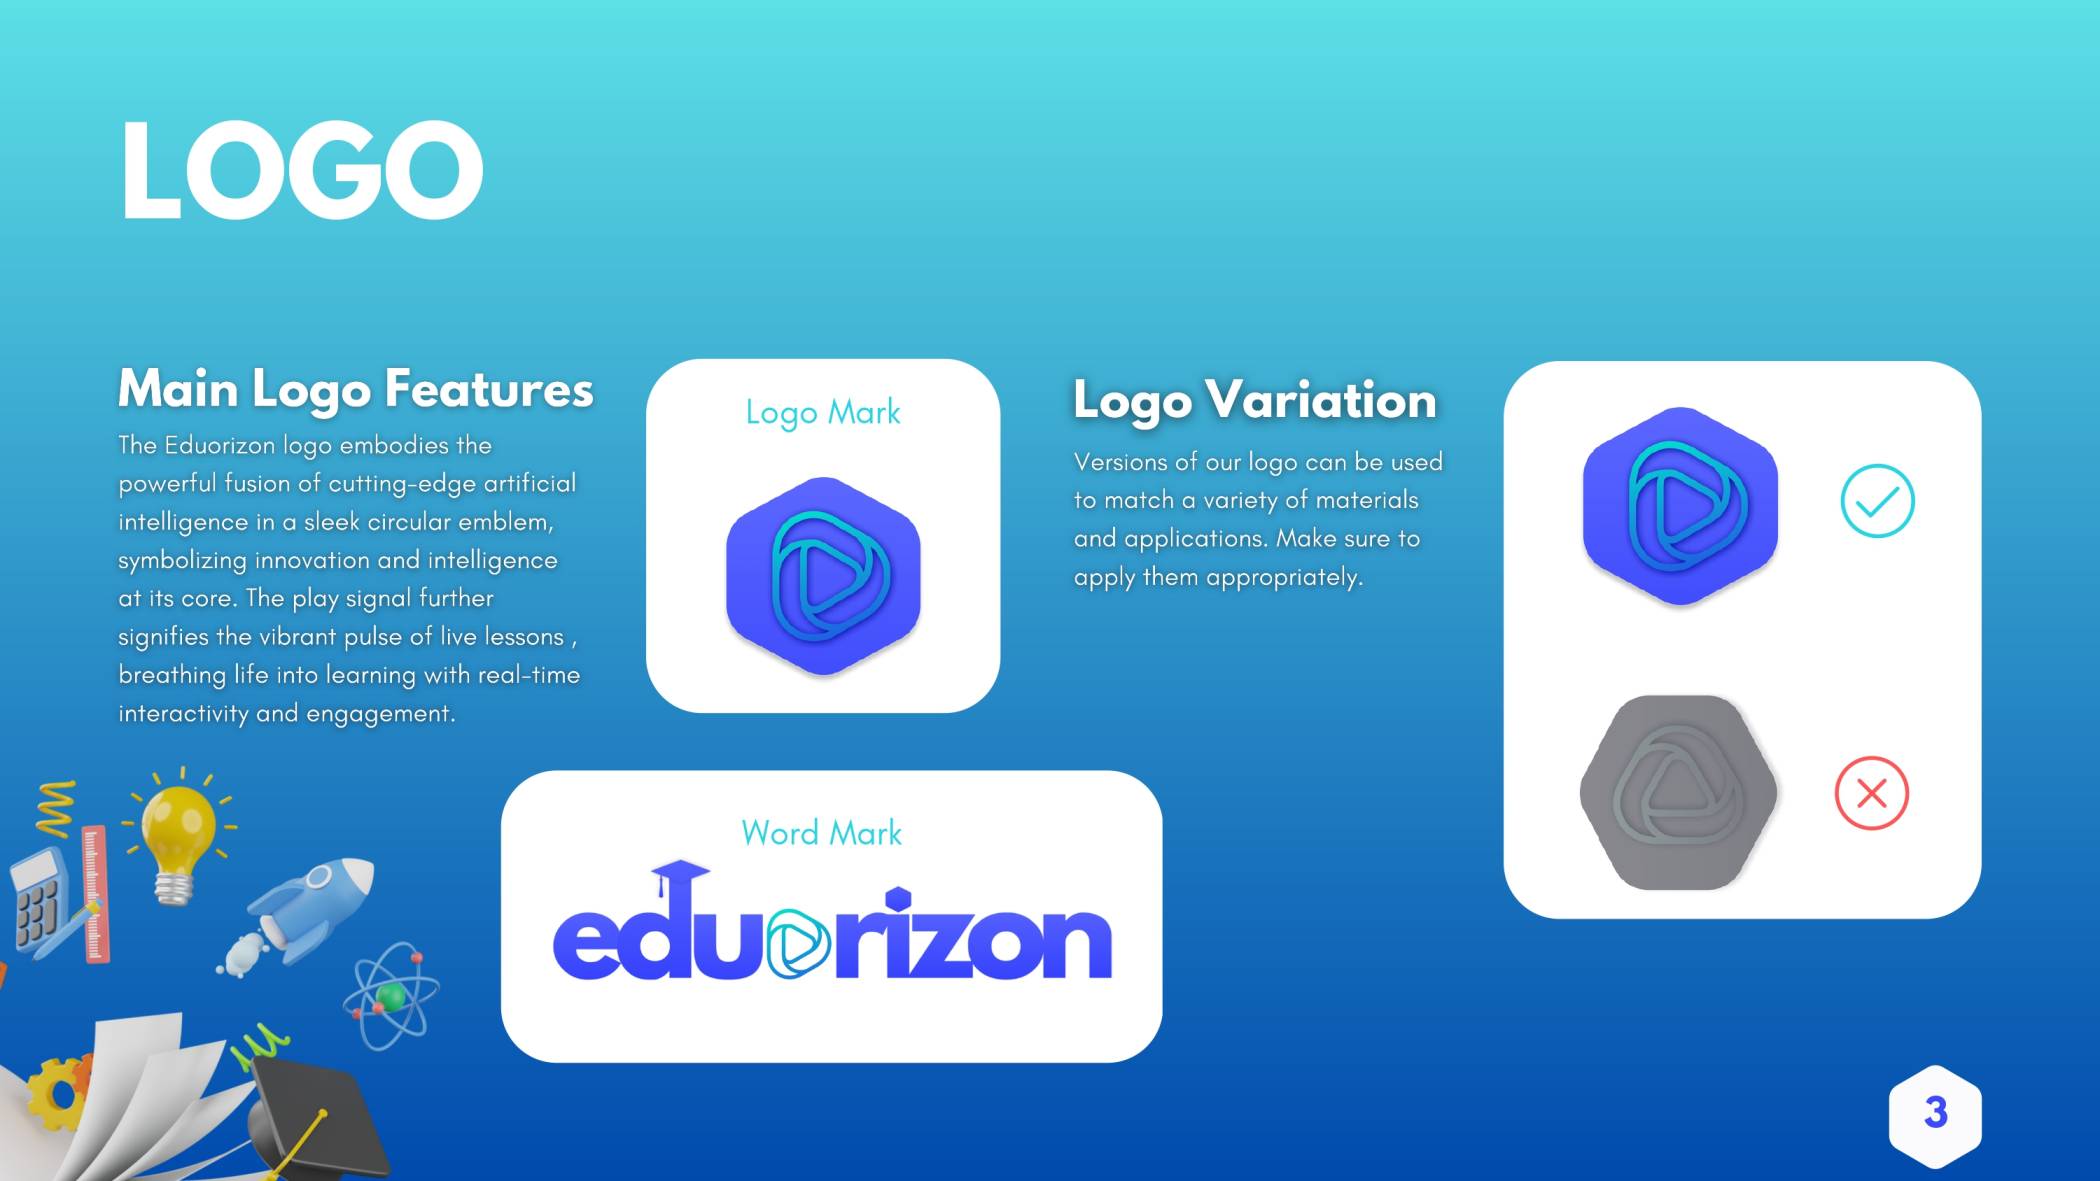 LOGO
Main Logo Features
The Eduorizon logo embodies the
powerful fusion of cutting-edge artificial
intelligence in a sleek circular emblem,
symbolizing innovation and intelligence
at its core. The play signal further
signifies the vibrant pulse of live lessons ,
breathing life into learning with real-time
interactivity and engagement.
Logo Mark
Word Mark
eduorizon
Logo Variation
Versions of our logo can be used
to match a variety of materials
and applications. Make sure to
apply them appropriately.
3